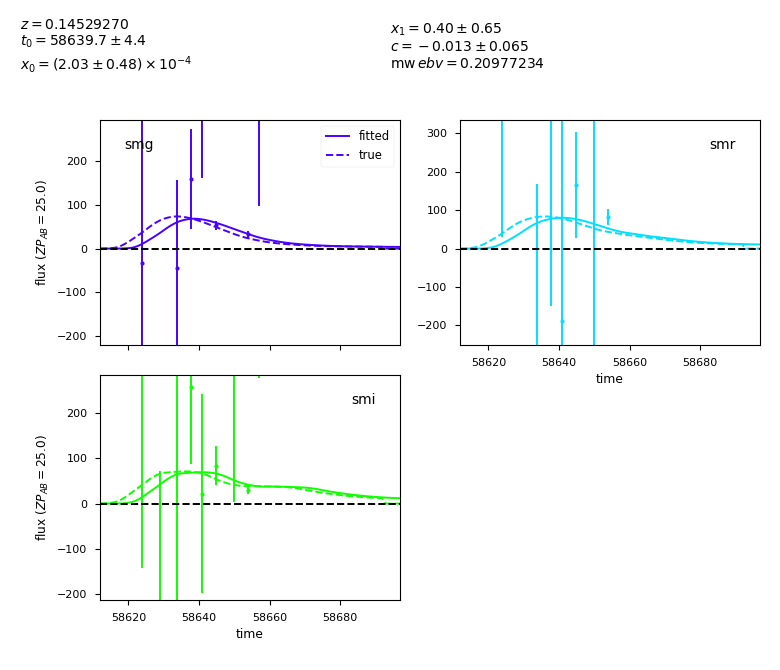 z = 0.14529270
t₀ = 58639.7 ± 4.4
x₀ = (2.03 ± 0.48) × 10⁻⁴
x₁ = 0.40 ± 0.65
c = −0.013 ± 0.065
mw ebv = 0.20977234
smg
fitted
true
200
100
0
−100
−200
flux (ZP_AB = 25.0)
smr
300
200
100
0
−100
−200
58620 58640 58660 58680
time
smi
200
100
0
−100
−200
flux (ZP_AB = 25.0)
58620 58640 58660 58680
time